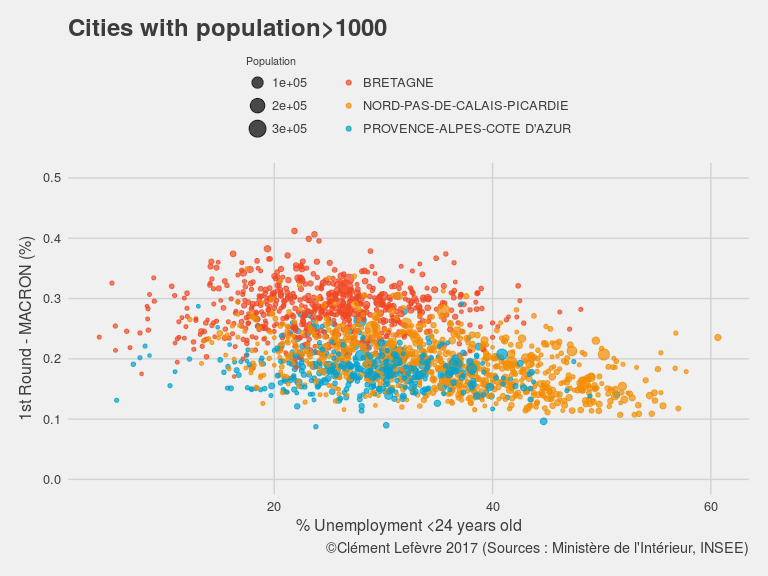 Cities with population>1000
Population
1e+05
2e+05
3e+05
BRETAGNE
NORD-PAS-DE-CALAIS-PICARDIE
PROVENCE-ALPES-COTE D'AZUR
1st Round - MACRON (%)
0.5
0.4
0.3
0.2
0.1
0.0
20
40
60
% Unemployment <24 years old
©Clément Lefèvre 2017 (Sources : Ministère de l'Intérieur, INSEE)